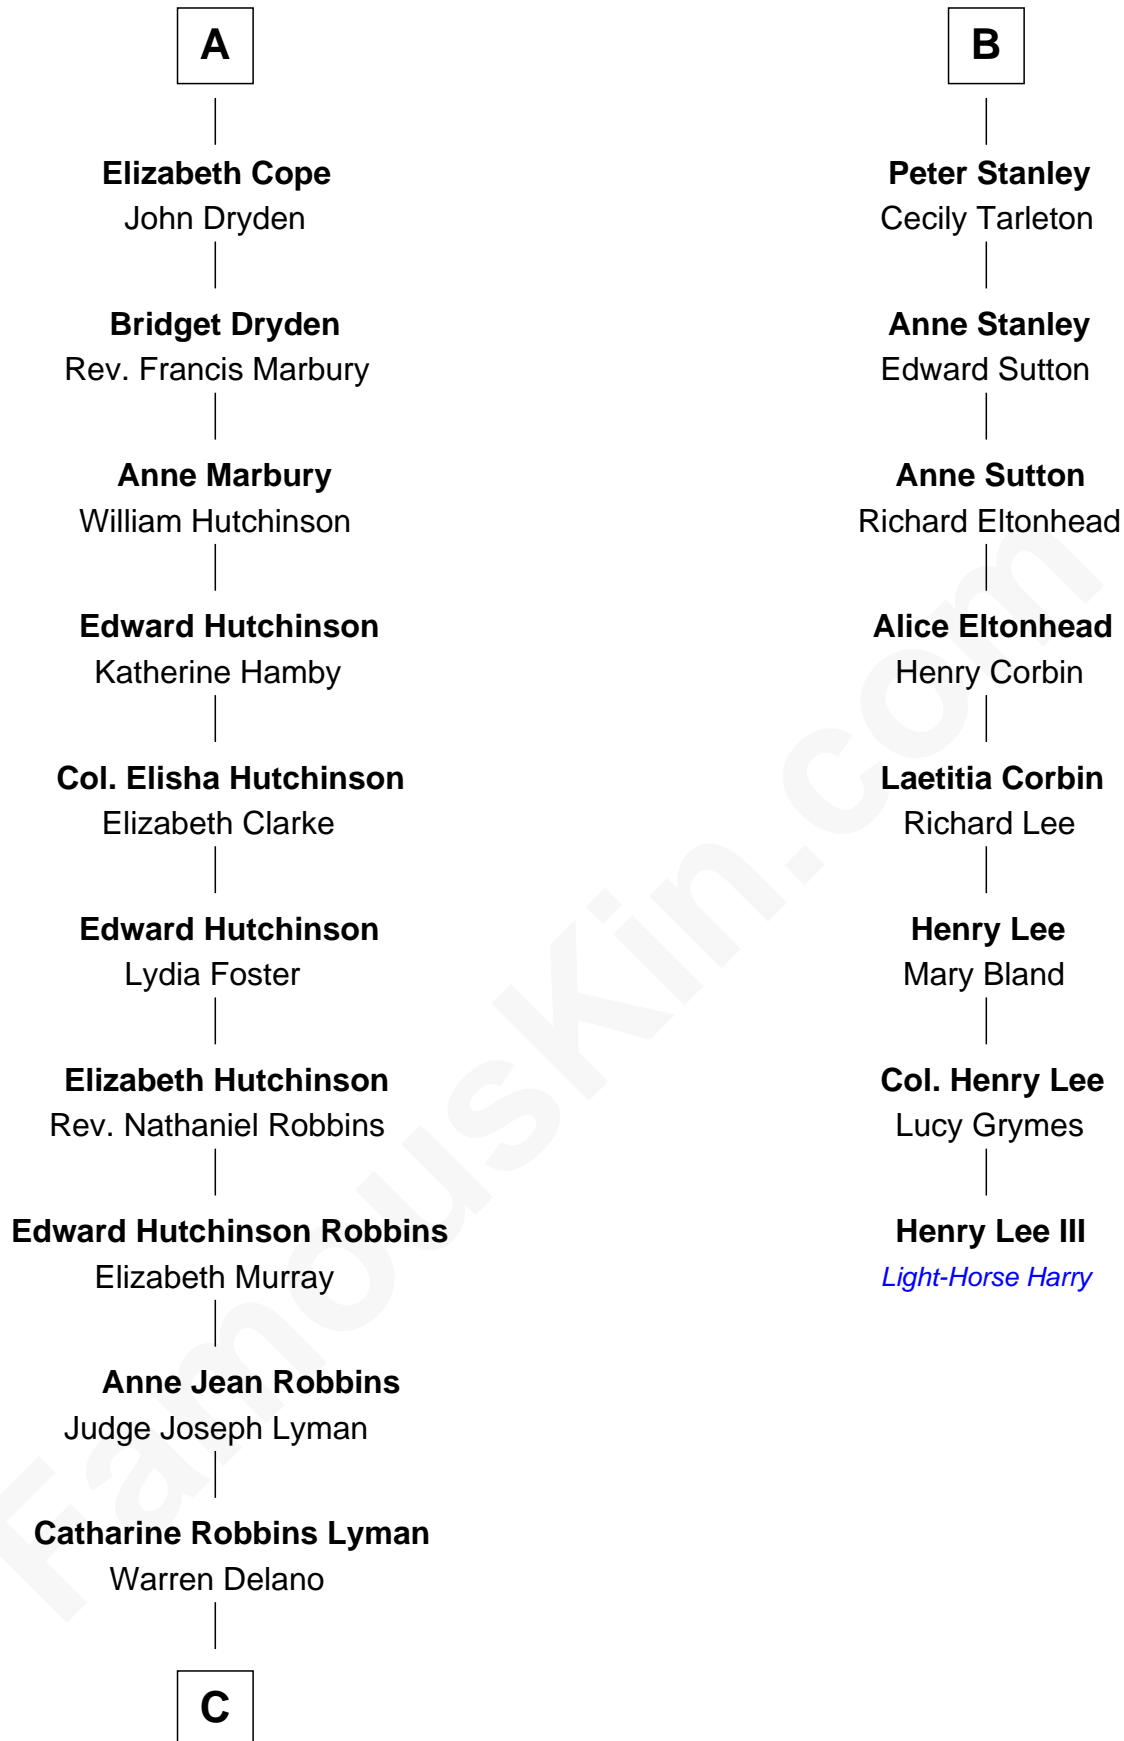 A
Elizabeth Cope
John Dryden
Bridget Dryden
Rev. Francis Marbury
Anne Marbury
William Hutchinson
Edward Hutchinson
Katherine Hamby
Col. Elisha Hutchinson
Elizabeth Clarke
Edward Hutchinson
Lydia Foster
Elizabeth Hutchinson
Rev. Nathaniel Robbins
Edward Hutchinson Robbins
Elizabeth Murray
Anne Jean Robbins
Judge Joseph Lyman
Catharine Robbins Lyman
Warren Delano
C
B
Peter Stanley
Cecily Tarleton
Anne Stanley
Edward Sutton
Anne Sutton
Richard Eltonhead
Alice Eltonhead
Henry Corbin
Laetitia Corbin
Richard Lee
Henry Lee
Mary Bland
Col. Henry Lee
Lucy Grymes
Henry Lee III
Light-Horse Harry
FamousKin.com